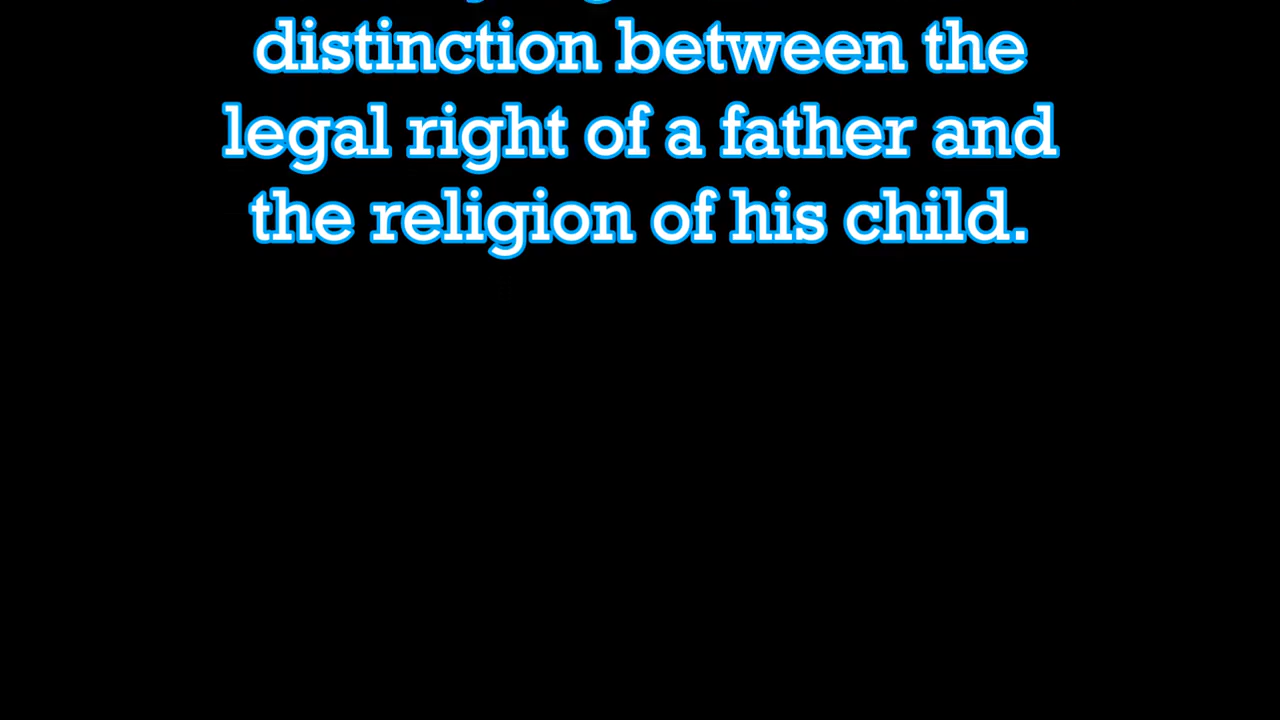 distinction between the
legal right of a father and
the religion of his child.